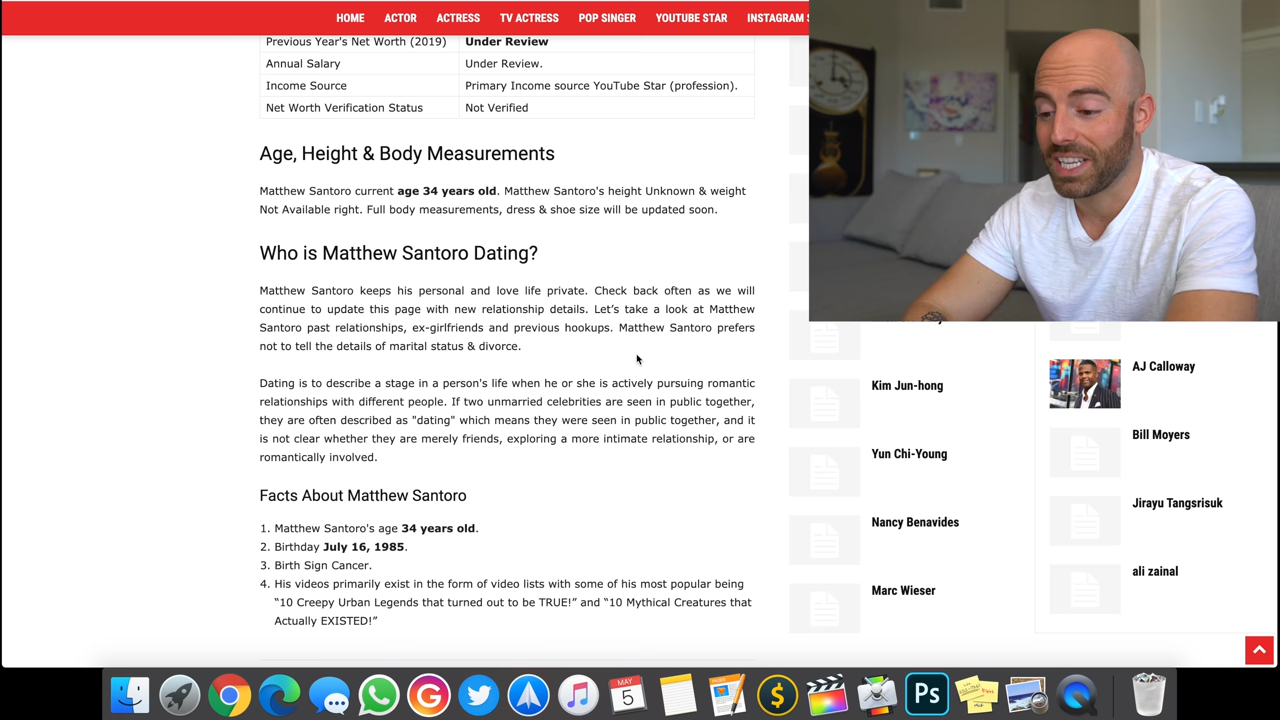 HOME ACTOR ACTRESS TV ACTRESS POP SINGER YOUTUBE STAR INSTAGRAM
Previous Year's Net Worth (2019) Under Review
Annual Salary Under Review.
Income Source Primary Income source YouTube Star (profession).
Net Worth Verification Status Not Verified
Age, Height & Body Measurements
Matthew Santoro current age 34 years old. Matthew Santoro's height Unknown & weight
Not Available right. Full body measurements, dress & shoe size will be updated soon.
Who is Matthew Santoro Dating?
Matthew Santoro keeps his personal and love life private. Check back often as we will
continue to update this page with new relationship details. Let’s take a look at Matthew
Santoro past relationships, ex-girlfriends and previous hookups. Matthew Santoro prefers
not to tell the details of marital status & divorce.
Dating is to describe a stage in a person's life when he or she is actively pursuing romantic
relationships with different people. If two unmarried celebrities are seen in public together,
they are often described as "dating" which means they were seen in public together, and it
is not clear whether they are merely friends, exploring a more intimate relationship, or are
romantically involved.
Facts About Matthew Santoro
1. Matthew Santoro's age 34 years old.
2. Birthday July 16, 1985.
3. Birth Sign Cancer.
4. His videos primarily exist in the form of video lists with some of his most popular being
“10 Creepy Urban Legends that turned out to be TRUE!” and “10 Mythical Creatures that
Actually EXISTED!”
Kim Jun-hong
Yun Chi-Young
Nancy Benavides
Marc Wieser
AJ Calloway
Bill Moyers
Jirayu Tangsrisuk
ali zainal
MAY
5
Ps